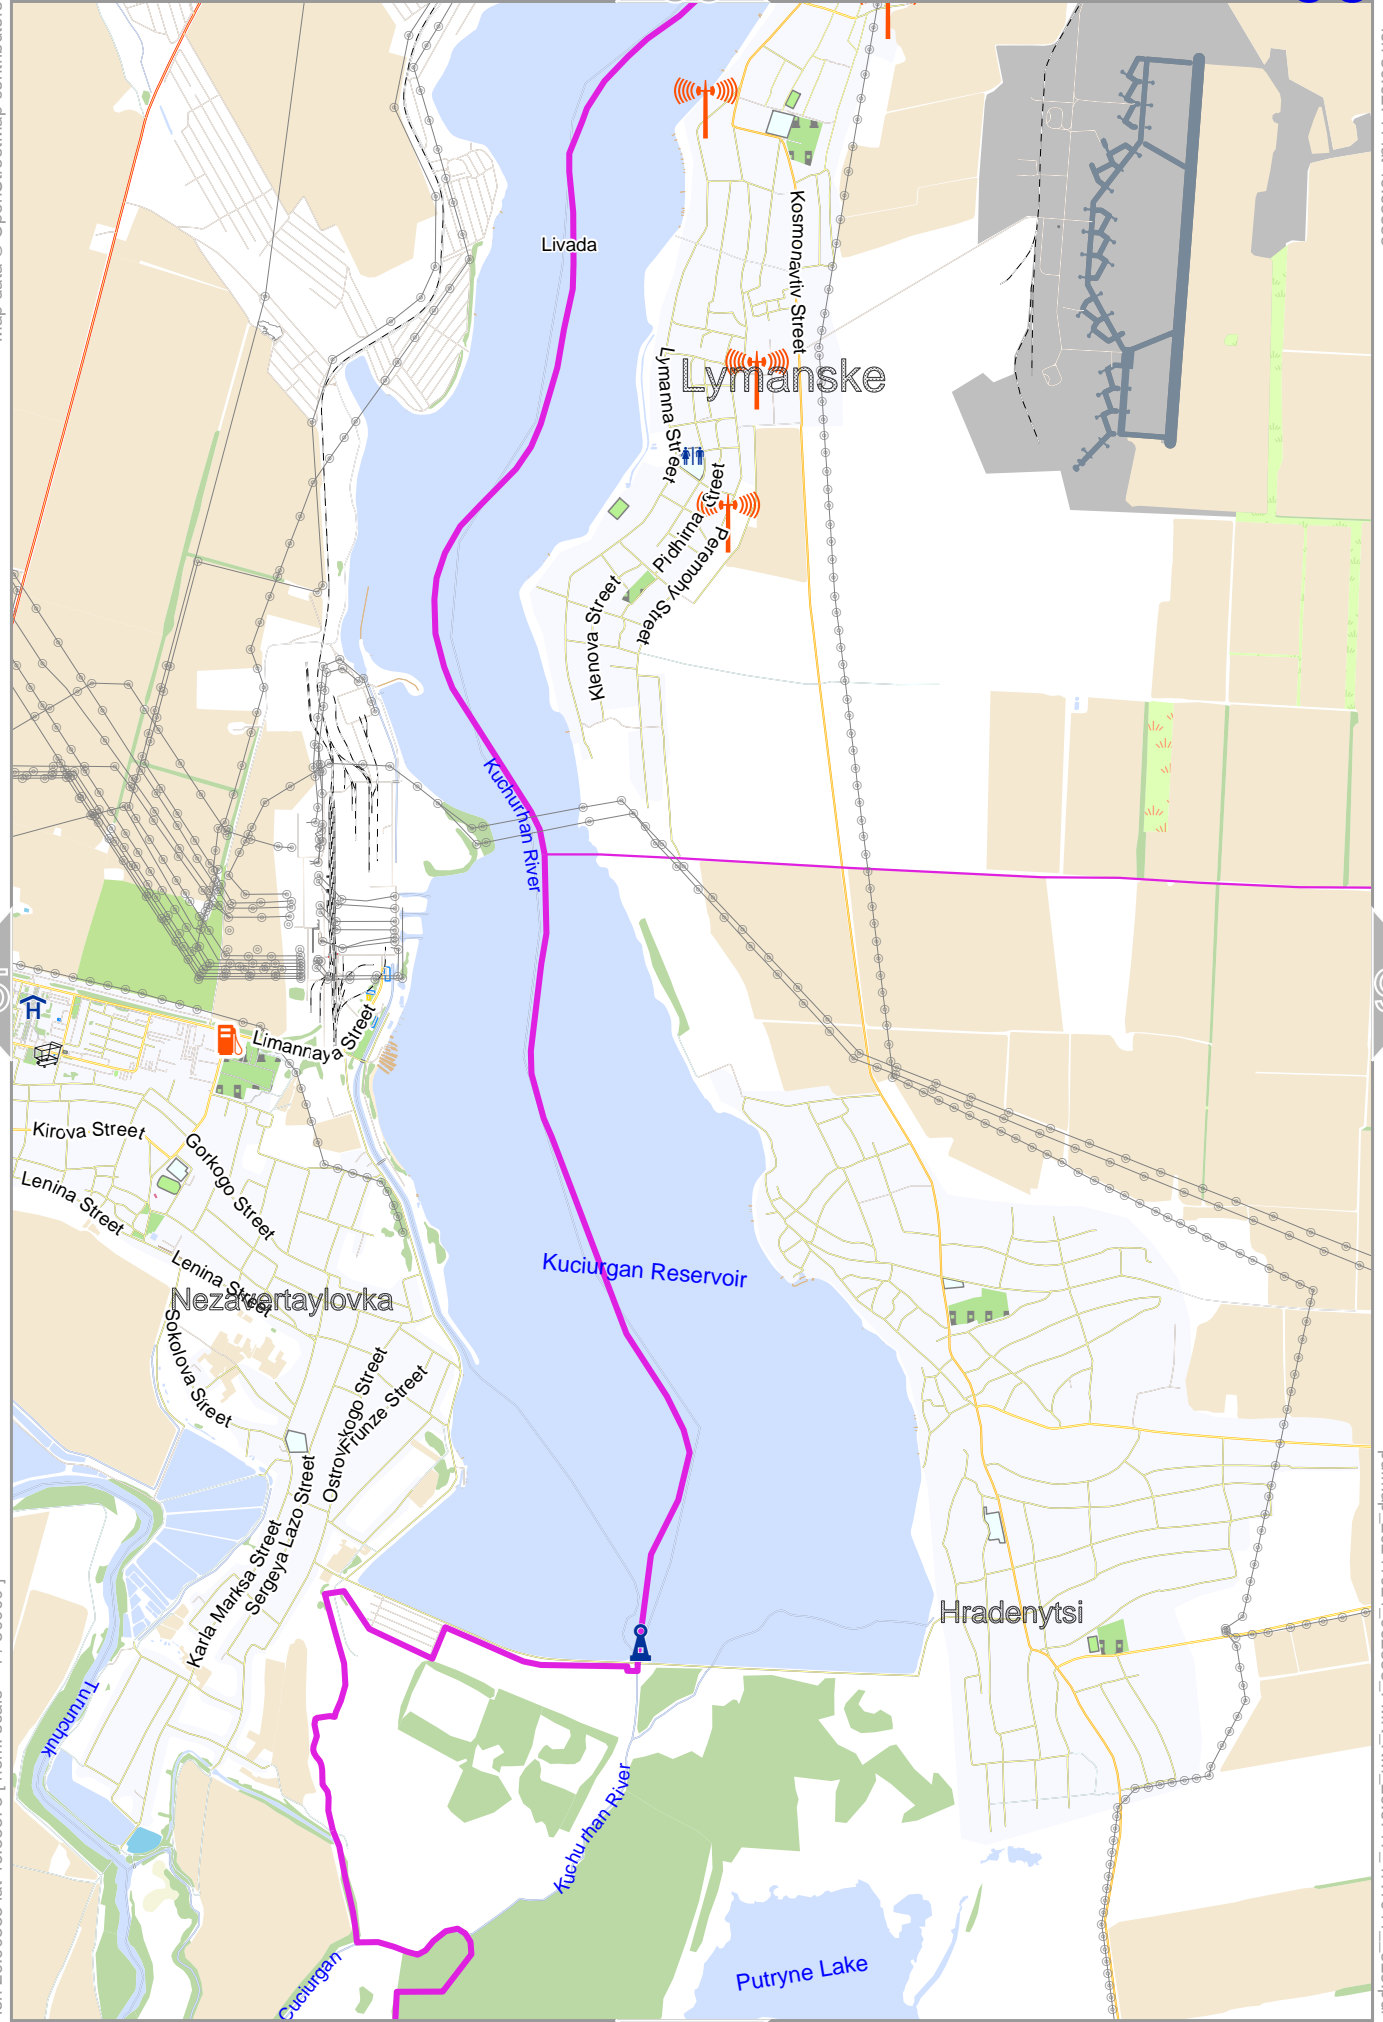 Livada
Kosmonavtiv Street
Lymanske
Lymanna Street
Pidhirna Street
Peremohy Street
Klenova Street
Kuchurhan River
H
Limannaya Street
Kirova Street
Gorkogo Street
Lenina Street
Lenina Street
Nezavertaylovka
Sokolova Street
Kuciurgan Reservoir
Ostrovskogo Street
Frunze Street
Sergeya Lazo Street
Karla Marksa Street
Hradenytsi
Turunchuk
Kuchurhan River
Cuciurgan
Putryne Lake